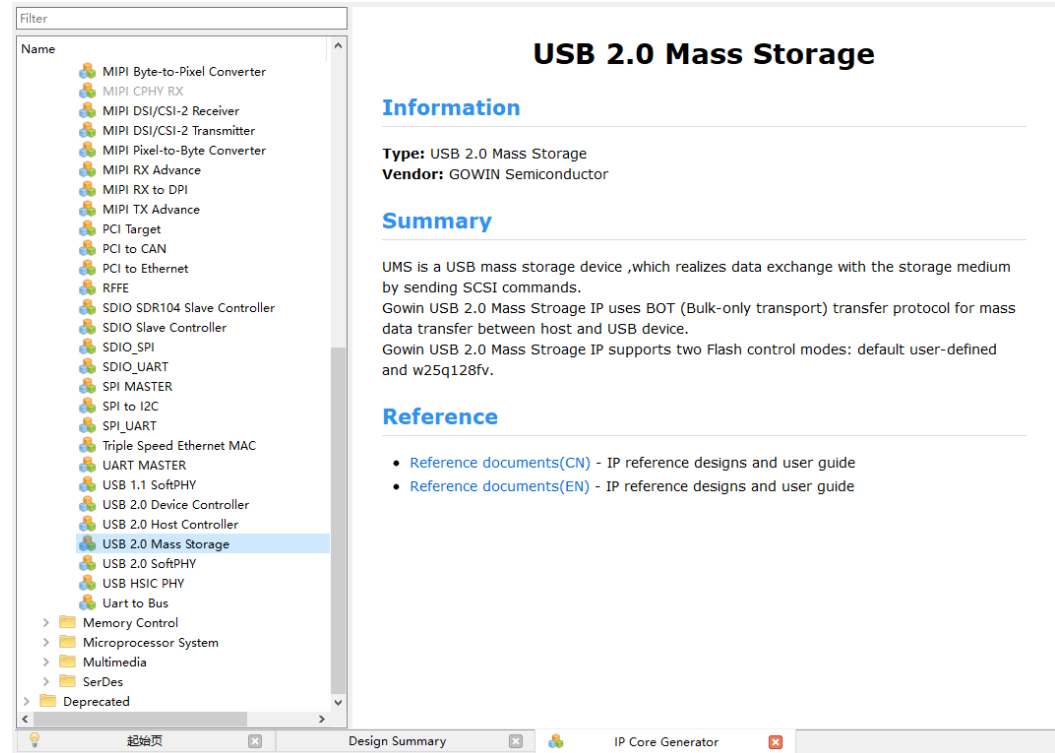 Filter
Name
MIPI Byte-to-Pixel Converter
MIPI CPHY RX
MIPI DSI/CSI-2 Receiver
MIPI DSI/CSI-2 Transmitter
MIPI Pixel-to-Byte Converter
MIPI RX Advance
MIPI RX to DPI
MIPI TX Advance
PCI Target
PCI to CAN
PCI to Ethernet
RFFE
SDIO SDR104 Slave Controller
SDIO Slave Controller
SDIO_SPI
SDIO_UART
SPI MASTER
SPI to I2C
SPI_UART
Triple Speed Ethernet MAC
UART MASTER
USB 1.1 SoftPHY
USB 2.0 Device Controller
USB 2.0 Host Controller
USB 2.0 Mass Storage
USB 2.0 SoftPHY
USB HSIC PHY
Uart to Bus
Memory Control
Microprocessor System
Multimedia
SerDes
Deprecated
USB 2.0 Mass Storage
Information
Type: USB 2.0 Mass Storage
Vendor: GOWIN Semiconductor
Summary
UMS is a USB mass storage device ,which realizes data exchange with the storage medium
by sending SCSI commands.
Gowin USB 2.0 Mass Stroage IP uses BOT (Bulk-only transport) transfer protocol for mass
data transfer between host and USB device.
Gowin USB 2.0 Mass Stroage IP supports two Flash control modes: default user-defined
and w25q128fv.
Reference
• Reference documents(CN) - IP reference designs and user guide
• Reference documents(EN) - IP reference designs and user guide
起始页
Design Summary
IP Core Generator